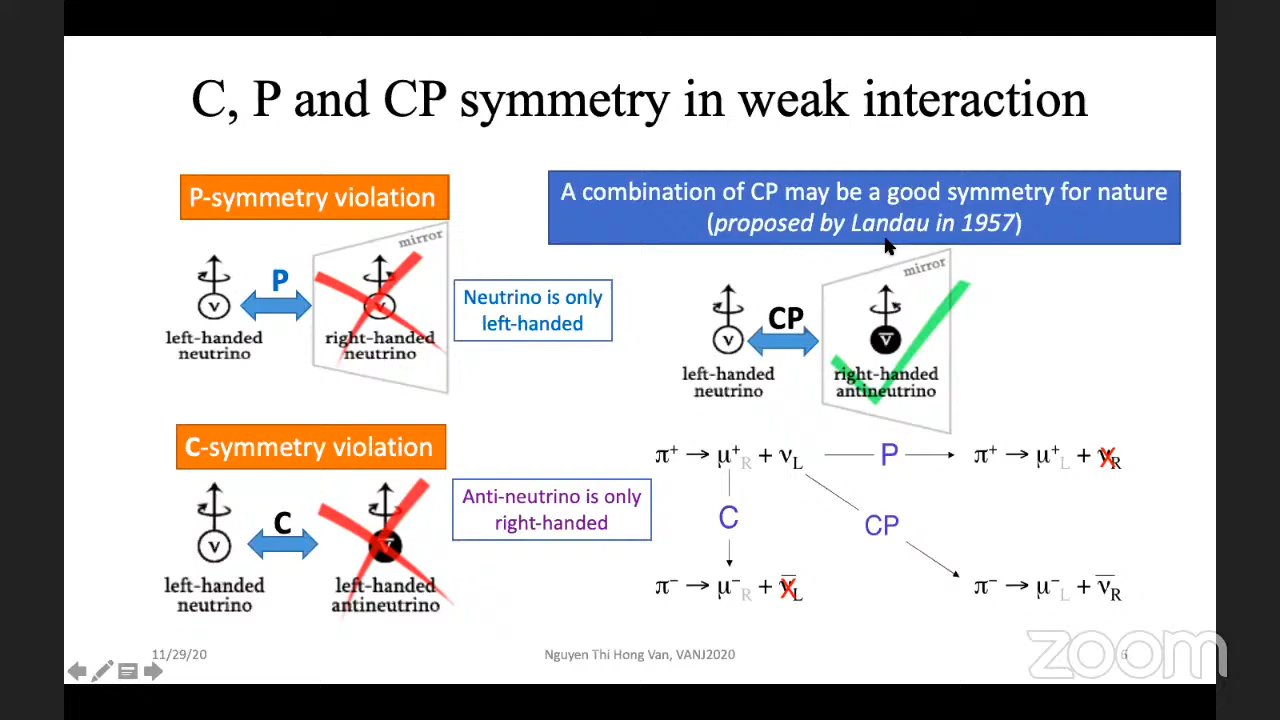 C, P and CP symmetry in weak interaction
P-symmetry violation
mirror
P
ν
left-handed
neutrino
ν
right-handed
neutrino
Neutrino is only
left-handed
C-symmetry violation
C
ν
left-handed
neutrino
ν̅
left-handed
antineutrino
Anti-neutrino is only
right-handed
A combination of CP may be a good symmetry for nature
(proposed by Landau in 1957)
mirror
CP
ν
left-handed
neutrino
ν̅
right-handed
antineutrino
π⁺ → μ⁺R + νL
P
π⁺ → μ⁺L + νR
C
CP
π⁻ → μ⁻R + ν̅L
π⁻ → μ⁻L + ν̅R
11/29/20
Nguyen Thi Hong Van, VANJ2020
6
zoom